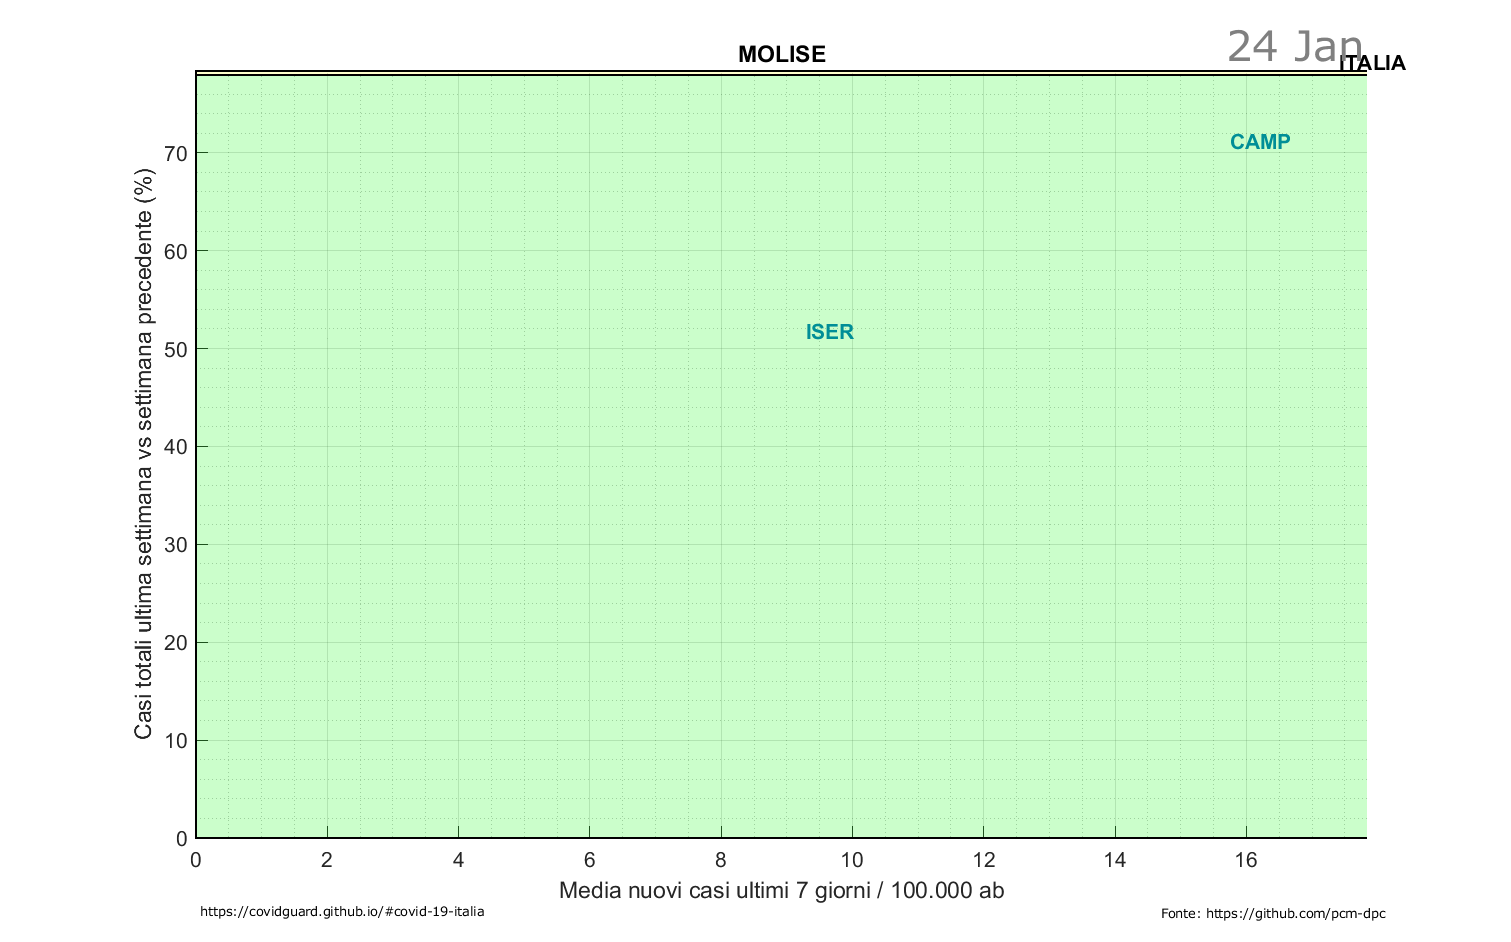 24 Jan
MOLISE
ITALIA
CAMP
ISER
70
60
50
40
30
20
10
0
Casi totali ultima settimana vs settimana precedente (%)
0 2 4 6 8 10 12 14 16
Media nuovi casi ultimi 7 giorni / 100.000 ab
https://covidguard.github.io/#covid-19-italia
Fonte: https://github.com/pcm-dpc